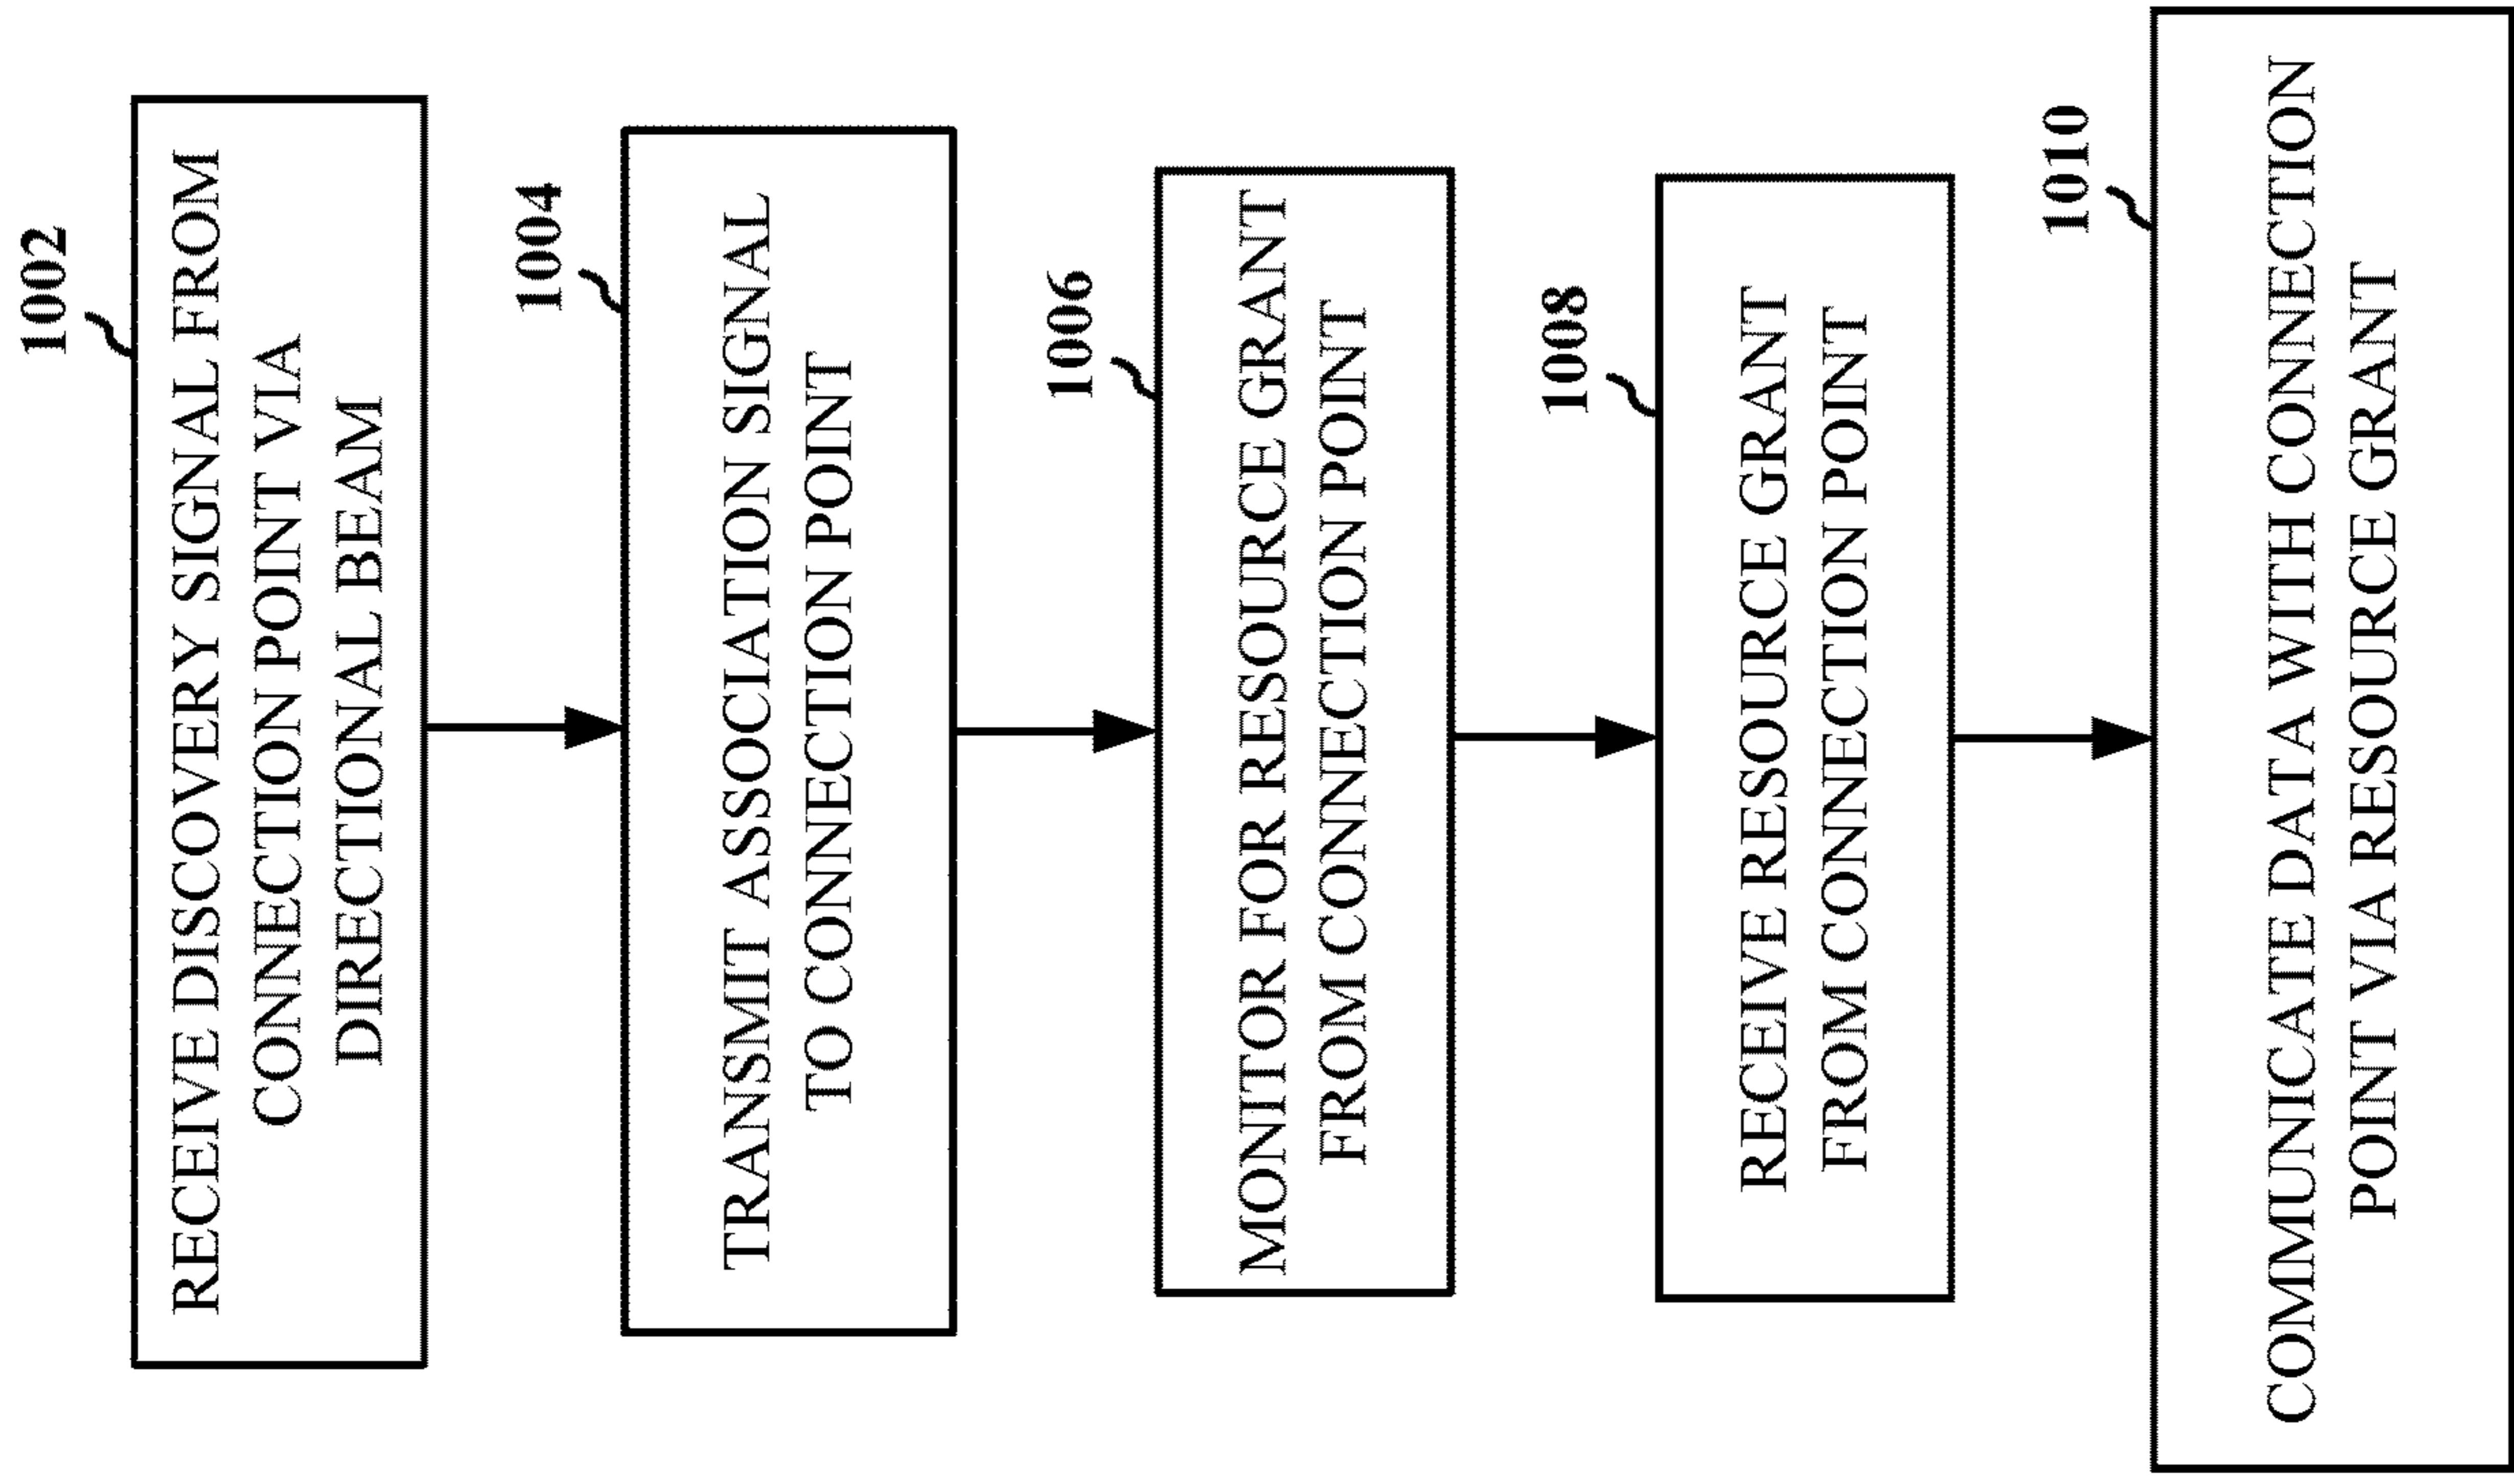 1002
RECEIVE DISCOVERY SIGNAL FROM
CONNECTION POINT VIA
DIRECTIONAL BEAM
1004
TRANSMIT ASSOCIATION SIGNAL
TO CONNECTION POINT
1006
MONITOR FOR RESOURCE GRANT
FROM CONNECTION POINT
1008
RECEIVE RESOURCE GRANT
FROM CONNECTION POINT
1010
COMMUNICATE DATA WITH CONNECTION
POINT VIA RESOURCE GRANT